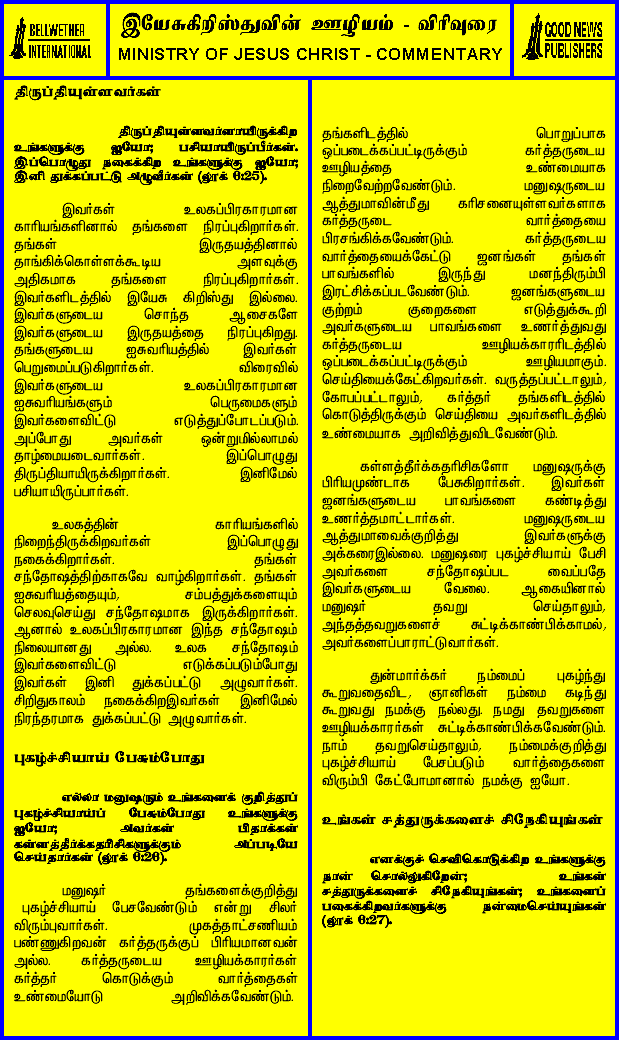 BELLWETHER
INTERNATIONAL
இயேசுகிறிஸ்துவின் ஊழியம் - விரிவுரை
MINISTRY OF JESUS CHRIST - COMMENTARY
GOOD NEWS
PUBLISHERS
திருப்தியுள்ளவர்கள்
திருப்தியுள்ளவர்களாயிருக்கிற
உங்களுக்கு ஐயோ; பசியாயிருப்பீர்கள்.
இப்பொழுது நகைக்கிற உங்களுக்கு ஐயோ;
இனி துக்கப்பட்டு அழுவீர்கள் (லூக் 6:25).
இவர்கள் உலகப்பிரகாரமான
காரியங்களினால் தங்களை நிரப்புகிறார்கள்.
தங்கள் இருதயத்தினால்
தாங்கிக்கொள்ளக்கூடிய அளவுக்கு
அதிகமாக தங்களை நிரப்புகிறார்கள்.
இவர்களிடத்தில் இயேசு கிறிஸ்து இல்லை.
இவர்களுடைய சொந்த ஆசைகளே
இவர்களுடைய இருதயத்தை நிரப்புகிறது.
தங்களுடைய ஐசுவரியத்தில் இவர்கள்
பெறுமைப்படுகிறார்கள். விரைவில்
இவர்களுடைய உலகப்பிரகாரமான
ஐசுவரியங்களும் பெருமைகளும்
இவர்களைவிட்டு எடுத்துப்போடப்படும்.
அப்போது அவர்கள் ஒன்றுமில்லாமல்
தாழ்மையடைவார்கள். இப்பொழுது
திருப்தியாயிருக்கிறார்கள். இனிமேல்
பசியாயிருப்பார்கள்.
உலகத்தின் காரியங்களில்
நிறைந்திருக்கிறவர்கள் இப்பொழுது
நகைக்கிறார்கள். தங்கள்
சந்தோஷத்திற்காகவே வாழ்கிறார்கள். தங்கள்
ஐசுவரியத்தையும், சம்பத்துக்களையும்
செலவுசெய்து சந்தோஷமாக இருக்கிறார்கள்.
ஆனால் உலகப்பிரகாரமான இந்த சந்தோஷம்
நிலையானது அல்ல. உலக சந்தோஷம்
இவர்களைவிட்டு எடுக்கப்படும்போது
இவர்கள் இனி துக்கப்பட்டு அழுவார்கள்.
சிறிதுகாலம் நகைக்கிறஇவர்கள் இனிமேல்
நிரந்தரமாக துக்கப்பட்டு அழுவார்கள்.
புகழ்ச்சியாய் பேசும்போது
எல்லா மனுஷரும் உங்களைக் குறித்துப்
புகழ்ச்சியாய்ப் பேசும்போது உங்களுக்கு
ஐயோ; அவர்கள் பிதாக்கள்
கள்ளத்தீர்க்கதரிசிகளுக்கும் அப்படியே
செய்தார்கள் (லூக் 6:26).
மனுஷர் தங்களைக்குறித்து
புகழ்ச்சியாய் பேசவேண்டும் என்று சிலர்
விரும்புவார்கள். முகத்தாட்சணியம்
பண்ணுகிறவன் கர்த்தருக்குப் பிரியமானவன்
அல்ல. கர்த்தருடைய ஊழியக்காரர்கள்
கர்த்தர் கொடுக்கும் வார்த்தைகள்
உண்மையோடு அறிவிக்கவேண்டும்.
தங்களிடத்தில் பொறுப்பாக
ஒப்படைக்கப்பட்டிருக்கும் கர்த்தருடைய
ஊழியத்தை உண்மையாக
நிறைவேற்றவேண்டும். மனுஷருடைய
ஆத்துமாவின்மீது கரிசனையுள்ளவர்களாக
கர்த்தருடை வார்த்தையை
பிரசங்கிக்கவேண்டும். கர்த்தருடைய
வார்த்தையைக்கேட்டு ஜனங்கள் தங்கள்
பாவங்களில் இருந்து மனந்திரும்பி
இரட்சிக்கப்படவேண்டும். ஜனங்களுடைய
குற்றம் குறைகளை எடுத்துக்கூறி
அவர்களுடைய பாவங்களை உணர்த்துவது
கர்த்தருடைய ஊழியக்காரரிடத்தில்
ஒப்படைக்கப்பட்டிருக்கும் ஊழியமாகும்.
செய்தியைக்கேட்கிறவர்கள். வருத்தப்பட்டாலும்,
கோபப்பட்டாலும், கர்த்தர் தங்களிடத்தில்
கொடுத்திருக்கும் செய்தியை அவர்களிடத்தில்
உண்மையாக அறிவித்துவிடவேண்டும்.
கள்ளத்தீர்க்கதரிசிகளோ மனுஷருக்கு
பிரியமுண்டாக பேசுகிறார்கள். இவர்கள்
ஜனங்களுடைய பாவங்களை கண்டித்து
உணர்த்தமாட்டார்கள். மனுஷருடைய
ஆத்துமாவைக்குறித்து இவர்களுக்கு
அக்கரைஇல்லை. மனுஷரை புகழ்ச்சியாய் பேசி
அவர்களை சந்தோஷப்பட வைப்பதே
இவர்களுடைய வேலை. ஆகையினால்
மனுஷர் தவறு செய்தாலும்,
அந்தத்தவறுகளைச் சுட்டிக்காண்பிக்காமல்,
அவர்களைப்பாராட்டுவார்கள்.
துன்மார்க்கர் நம்மைப் புகழ்ந்து
கூறுவதைவிட, ஞானிகள் நம்மை கடிந்து
கூறுவது நமக்கு நல்லது. நமது தவறுகளை
ஊழியக்காரர்கள் சுட்டிக்காண்பிக்கவேண்டும்.
நாம் தவறுசெய்தாலும், நம்மைக்குறித்து
புகழ்ச்சியாய் பேசப்படும் வார்த்தைகளை
விரும்பி கேட்போமானால் நமக்கு ஐயோ.
உங்கள் சத்துருக்களைச் சிநேகியுங்கள்
எனக்குச் செவிகொடுக்கிற உங்களுக்கு
நான் சொல்லுகிறேன்; உங்கள்
சத்துருக்களைச் சிநேகியுங்கள்; உங்களைப்
பகைக்கிறவர்களுக்கு நன்மைசெய்யுங்கள்
(லூக் 6:27).